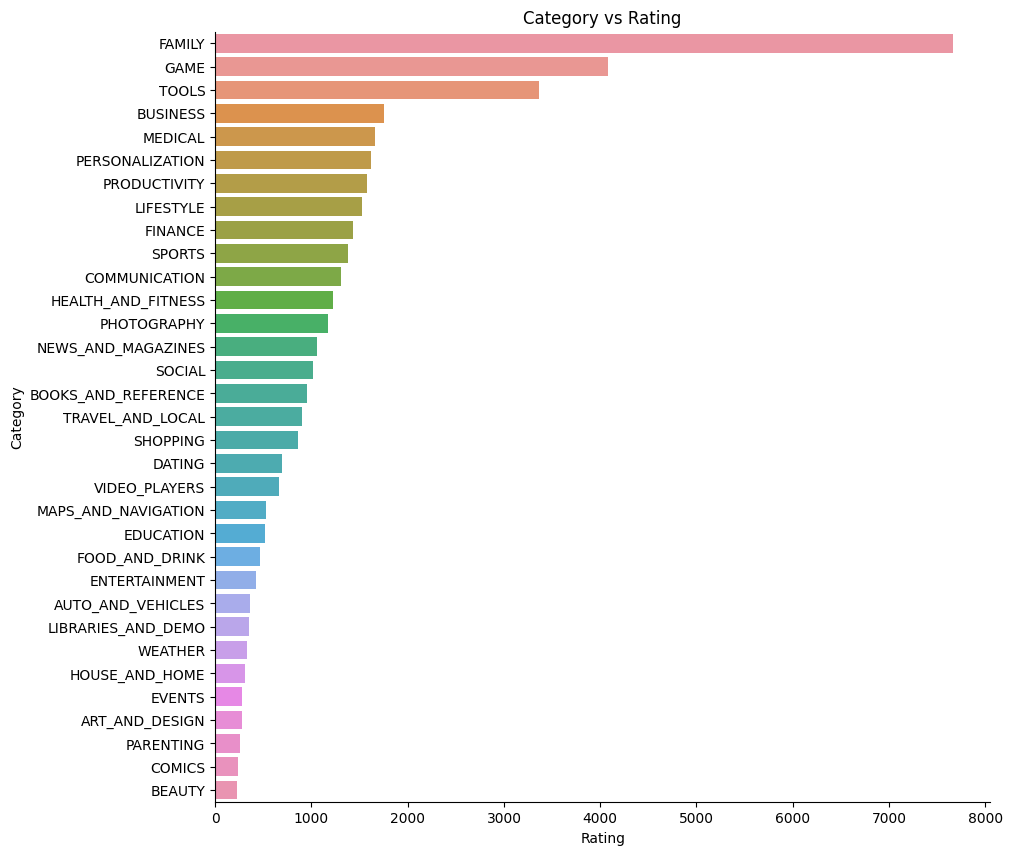 Category vs Rating
FAMILY
GAME
TOOLS
BUSINESS
MEDICAL
PERSONALIZATION
PRODUCTIVITY
LIFESTYLE
FINANCE
SPORTS
COMMUNICATION
HEALTH_AND_FITNESS
PHOTOGRAPHY
NEWS_AND_MAGAZINES
SOCIAL
BOOKS_AND_REFERENCE
TRAVEL_AND_LOCAL
SHOPPING
DATING
VIDEO_PLAYERS
MAPS_AND_NAVIGATION
EDUCATION
FOOD_AND_DRINK
ENTERTAINMENT
AUTO_AND_VEHICLES
LIBRARIES_AND_DEMO
WEATHER
HOUSE_AND_HOME
EVENTS
ART_AND_DESIGN
PARENTING
COMICS
BEAUTY
Category
0 1000 2000 3000 4000 5000 6000 7000 8000
Rating